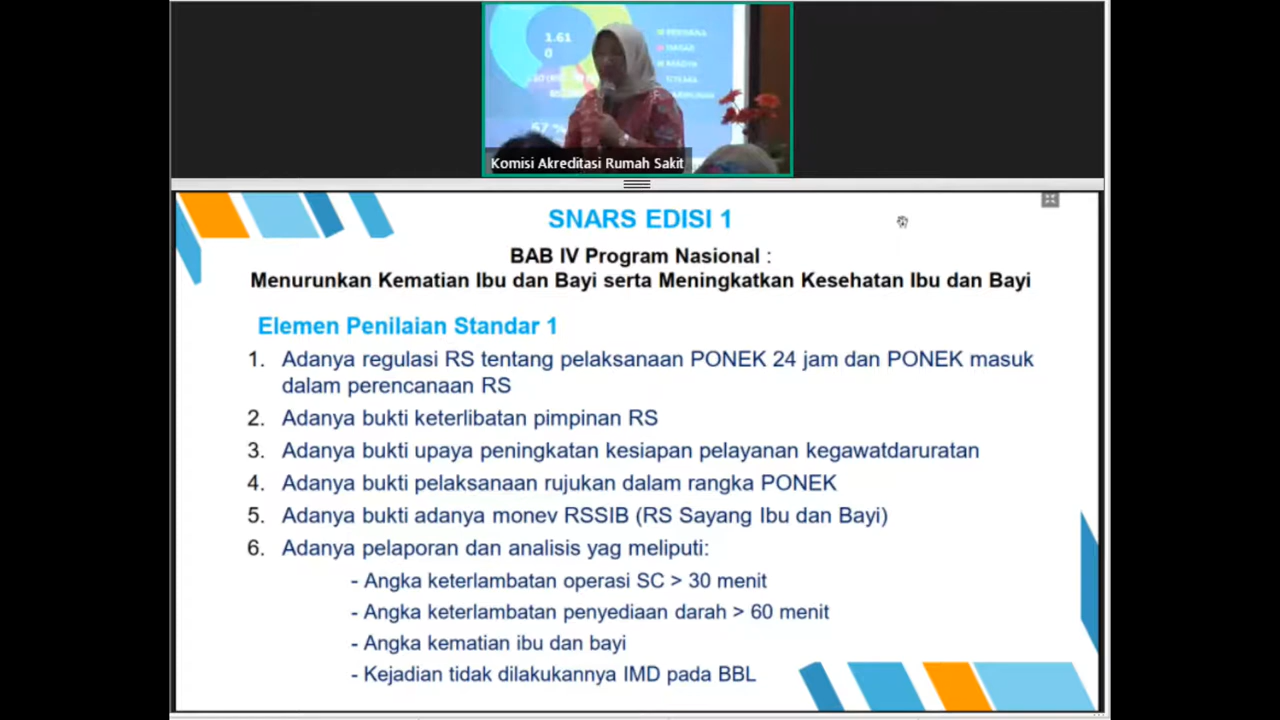 1.61
0
67 %
Komisi Akreditasi Rumah Sakit
SNARS EDISI 1
BAB IV Program Nasional :
Menurunkan Kematian Ibu dan Bayi serta Meningkatkan Kesehatan Ibu dan Bayi
Elemen Penilaian Standar 1
1. Adanya regulasi RS tentang pelaksanaan PONEK 24 jam dan PONEK masuk
dalam perencanaan RS
2. Adanya bukti keterlibatan pimpinan RS
3. Adanya bukti upaya peningkatan kesiapan pelayanan kegawatdaruratan
4. Adanya bukti pelaksanaan rujukan dalam rangka PONEK
5. Adanya bukti adanya monev RSSIB (RS Sayang Ibu dan Bayi)
6. Adanya pelaporan dan analisis yag meliputi:
- Angka keterlambatan operasi SC > 30 menit
- Angka keterlambatan penyediaan darah > 60 menit
- Angka kematian ibu dan bayi
- Kejadian tidak dilakukannya IMD pada BBL